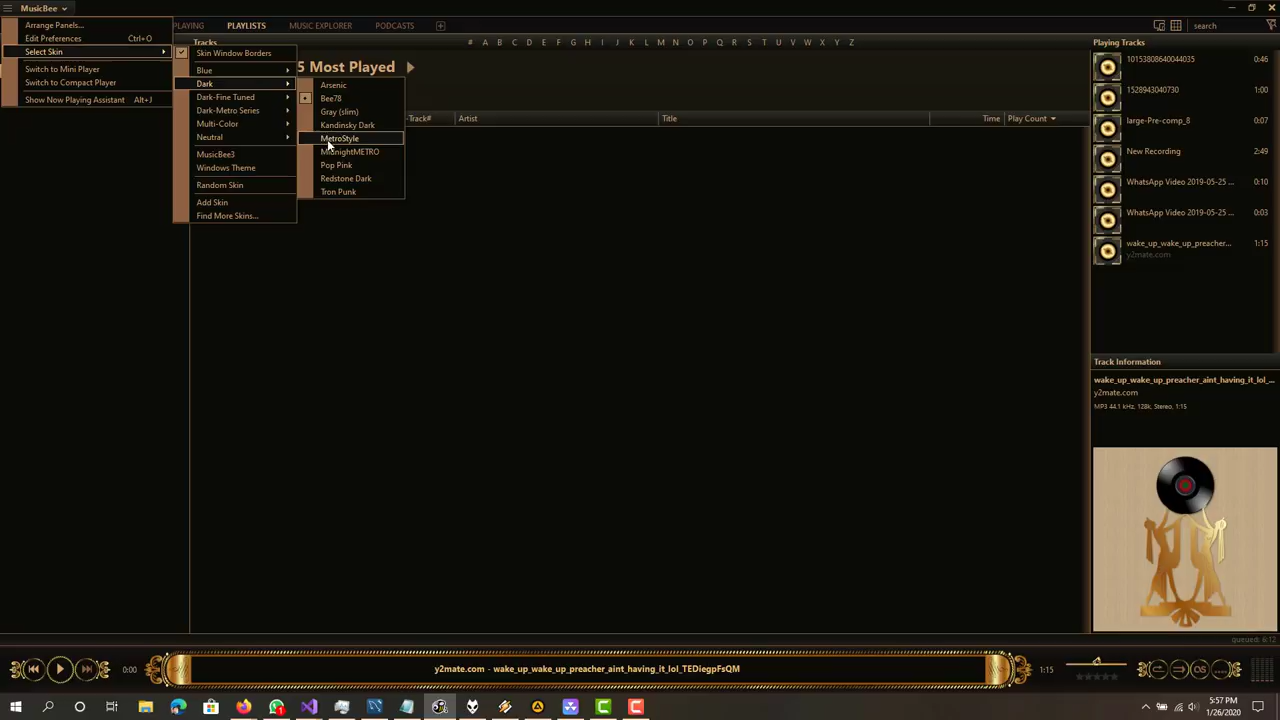 MusicBee
PLAYING
PLAYLISTS
MUSIC EXPLORER
PODCASTS
search
Arrange Panels...
Edit Preferences
Ctrl+O
Select Skin
Switch to Mini Player
Switch to Compact Player
Show Now Playing Assistant
Alt+J
Skin Window Borders
Blue
Dark
Dark-Fine Tuned
Dark-Metro Series
Multi-Color
Neutral
MusicBee3
Windows Theme
Random Skin
Add Skin
Find More Skins...
Arsenic
Bee78
Gray (slim)
Kandinsky Dark
MetroStyle
MidnightMETRO
Pop Pink
Redstone Dark
Tron Punk
Tracks
# A B C D E F G H I J K L M N O P Q R S T U V W X Y Z
5 Most Played
-Track#
Artist
Title
Time
Play Count
Playing Tracks
10153808640044035
0:46
1528943040730
1:00
large-Pre-comp_8
0:07
New Recording
2:49
WhatsApp Video 2019-05-25 ...
0:04
WhatsApp Video 2019-05-25 ...
0:03
wake_up_wake_up_preacher...
1:15
y2mate.com
Track Information
wake_up_wake_up_preacher_aint_having_it_lol_...
y2mate.com
MP3 44.1 kHz, 128k, Stereo, 1:15
queued: 6:12
0:00
y2mate.com - wake_up_wake_up_preacher_aint_having_it_lol_TEDiegpFsQM
1:15
5:57 PM
1/26/2020